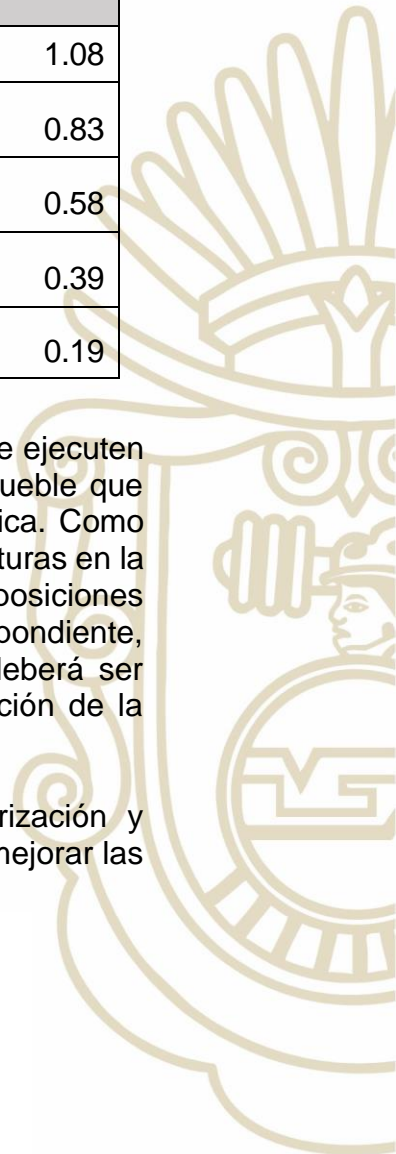 1.08
0.83
0.58
0.39
0.19
e ejecuten
ueble que
ica. Como
turas en la
posiciones
pondiente,
leberá ser
ción de la
rización y
mejorar las